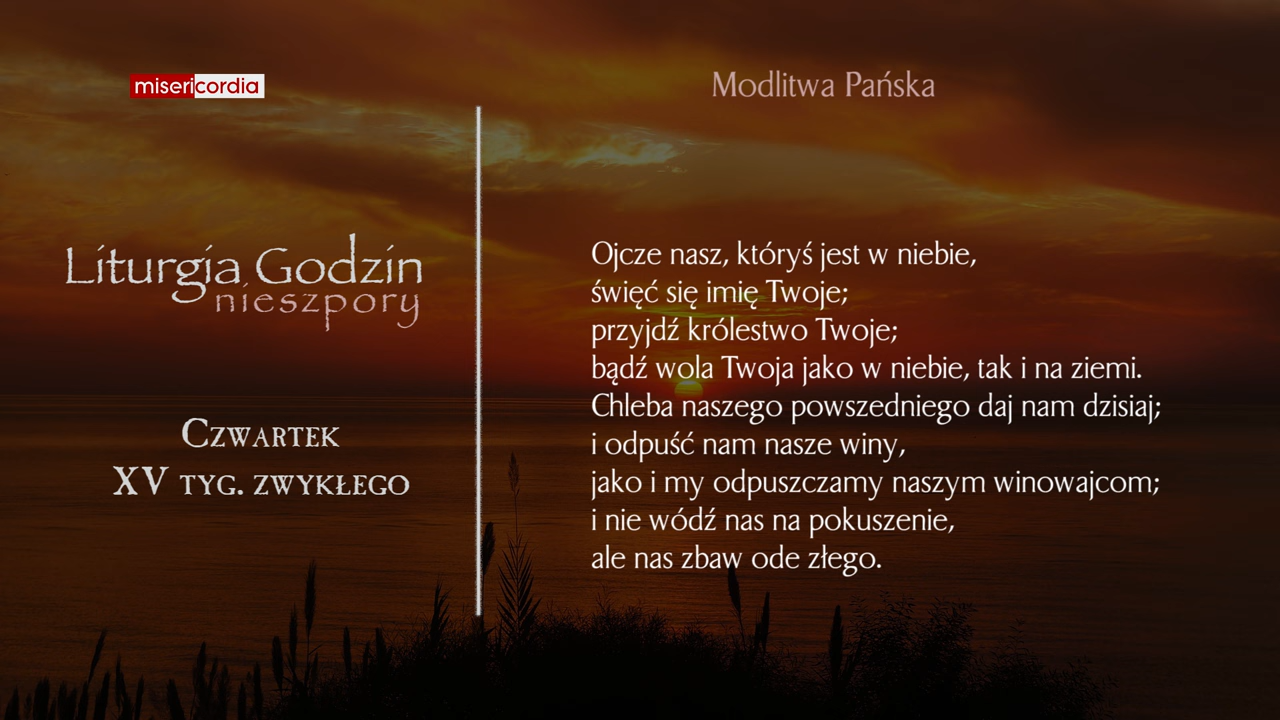 misericordia
Liturgia Godzin
nieszpory
Czwartek
XV tyg. zwykłego
Modlitwa Pańska
Ojcze nasz, któryś jest w niebie,
święć się imię Twoje;
przyjdź królestwo Twoje;
bądź wola Twoja jako w niebie, tak i na ziemi.
Chleba naszego powszedniego daj nam dzisiaj;
i odpuść nam nasze winy,
jako i my odpuszczamy naszym winowajcom;
i nie wódź nas na pokuszenie,
ale nas zbaw ode złego.